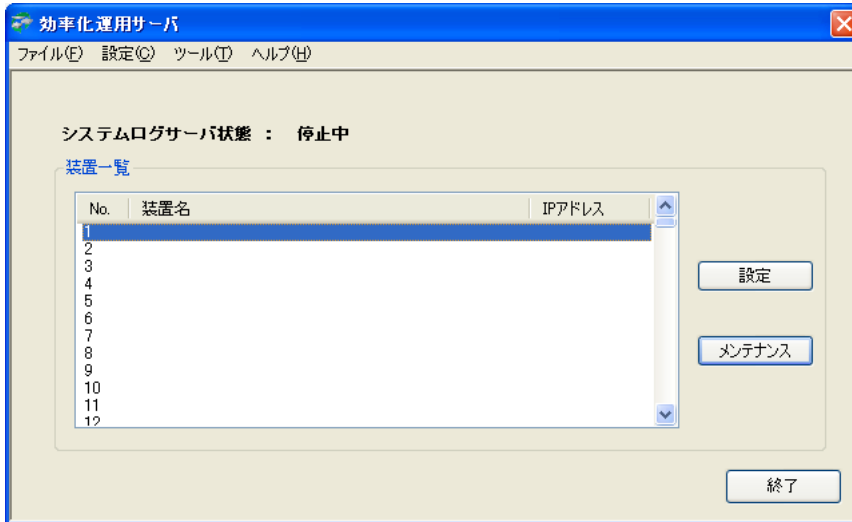 効率化運用サーバ
ファイル(F) 設定(C) ツール(T) ヘルプ(H)
システムログサーバ状態 : 停止中
装置一覧
No. 装置名 IPアドレス
1
2
3
4
5
6
7
8
9
10
11
12
設定
メンテナンス
終了